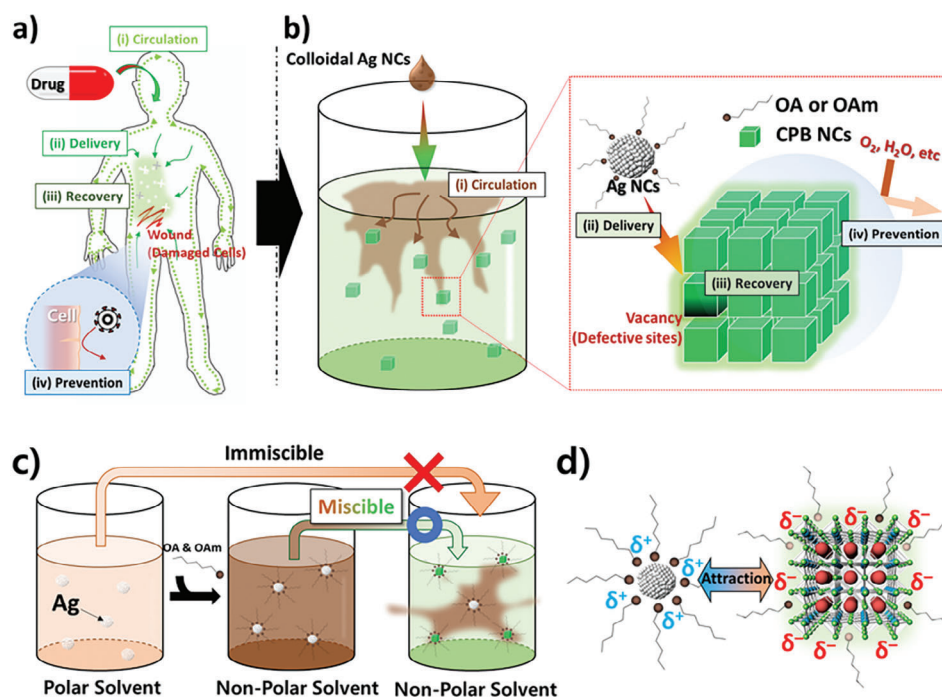 a)
(i) Circulation
Drug
(ii) Delivery
(iii) Recovery
Wound
(Damaged Cells)
Cell
(iv) Prevention
b)
Colloidal Ag NCs
(i) Circulation
OA or OAm
CPB NCs
Ag NCs
O2, H2O, etc
(ii) Delivery
(iv) Prevention
(iii) Recovery
Vacancy
(Defective sites)
c)
Immiscible
Miscible
OA & OAm
Ag
Polar Solvent
Non-Polar Solvent
Non-Polar Solvent
d)
δ+
δ+
δ+
δ+
δ+
δ+
Attraction
δ−
δ−
δ−
δ−
δ−
δ−
δ−
δ−
δ−